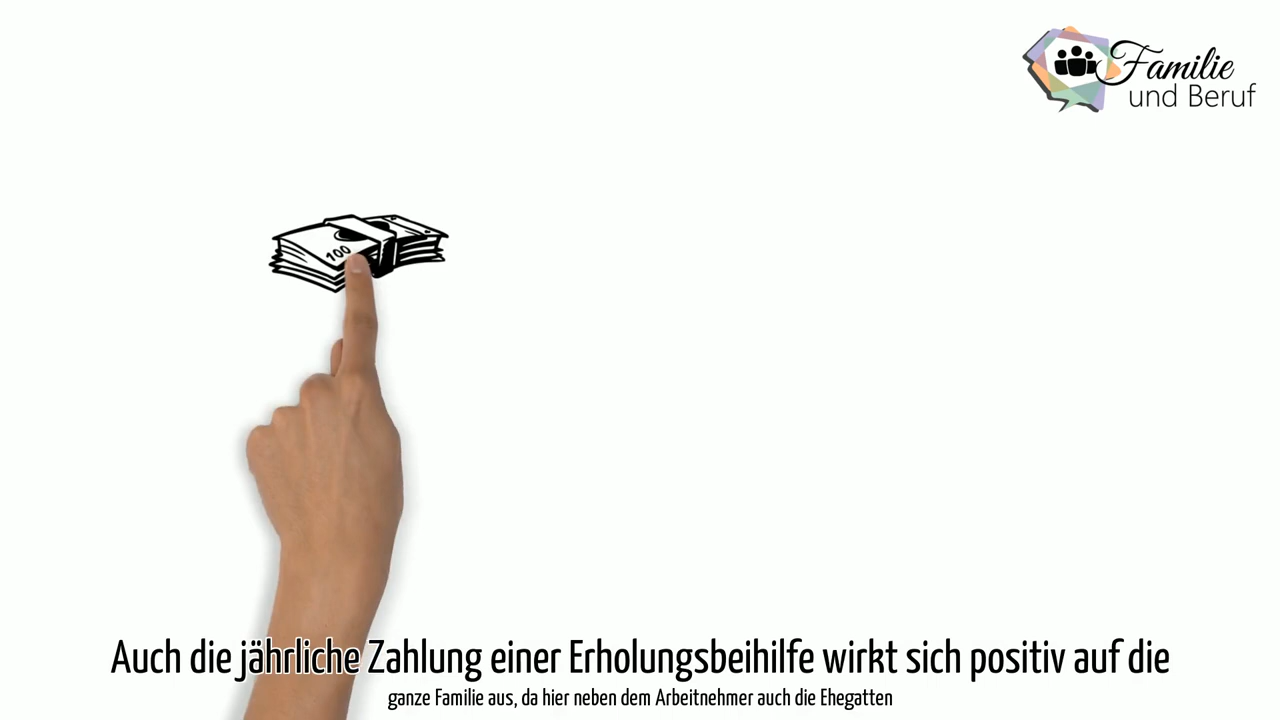 Familie
und Beruf
100
Auch die jährliche Zahlung einer Erholungsbeihilfe wirkt sich positiv auf die
ganze Familie aus, da hier neben dem Arbeitnehmer auch die Ehegatten